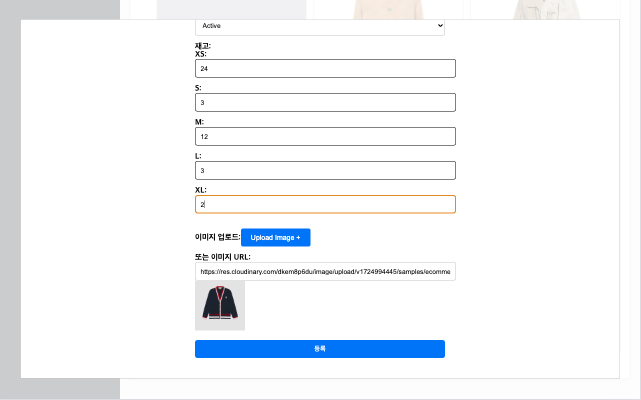 Active
재고:
XS:
24
S:
3
M:
12
L:
3
XL:
2
이미지 업로드: Upload Image +
또는 이미지 URL:
https://res.cloudinary.com/dkem8p6du/image/upload/v1724994445/samples/ecomme
등록